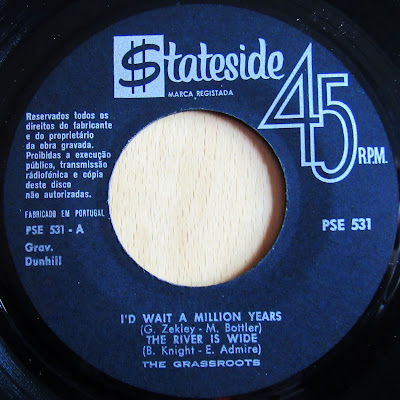 $tateside
MARCA REGISTADA
45
R.P.M.
Reservados todos os
direitos do fabricante
e do proprietário
da obra gravada.
Proibidas a execução
pública, transmissão
radiofónica e cópia
deste disco
não autorizadas.
FABRICADO EM PORTUGAL
PSE 531 - A
PSE 531
Grav.
Dunhill
I'D WAIT A MILLION YEARS
(G. Zekley - M. Bottler)
THE RIVER IS WIDE
(B. Knight - E. Admire)
THE GRASSROOTS